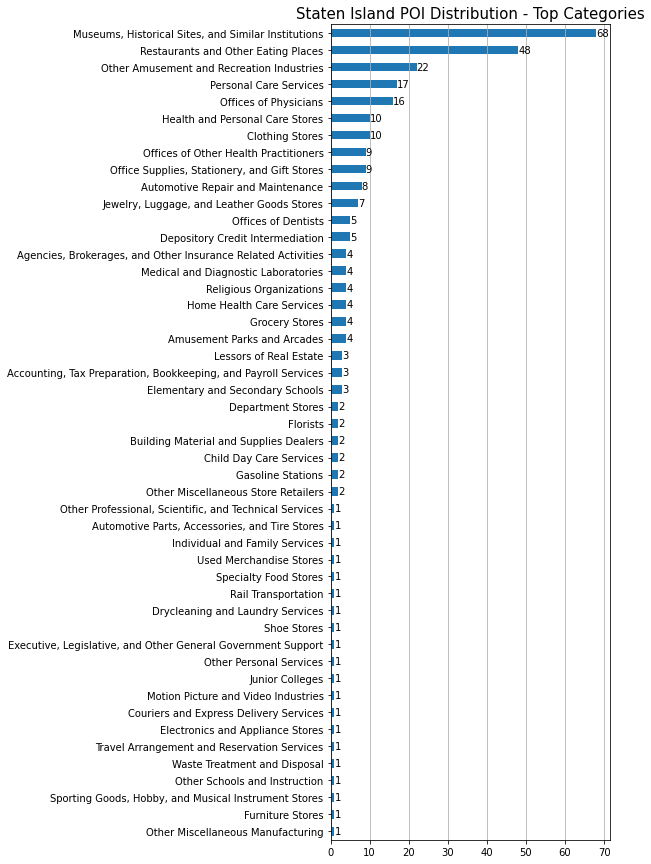 Staten Island POI Distribution - Top Categories
Museums, Historical Sites, and Similar Institutions 68
Restaurants and Other Eating Places 48
Other Amusement and Recreation Industries 22
Personal Care Services 17
Offices of Physicians 16
Health and Personal Care Stores 10
Clothing Stores 10
Offices of Other Health Practitioners 9
Office Supplies, Stationery, and Gift Stores 9
Automotive Repair and Maintenance 8
Jewelry, Luggage, and Leather Goods Stores 7
Offices of Dentists 5
Depository Credit Intermediation 5
Agencies, Brokerages, and Other Insurance Related Activities 4
Medical and Diagnostic Laboratories 4
Religious Organizations 4
Home Health Care Services 4
Grocery Stores 4
Amusement Parks and Arcades 4
Lessors of Real Estate 3
Accounting, Tax Preparation, Bookkeeping, and Payroll Services 3
Elementary and Secondary Schools 3
Department Stores 2
Florists 2
Building Material and Supplies Dealers 2
Child Day Care Services 2
Gasoline Stations 2
Other Miscellaneous Store Retailers 2
Other Professional, Scientific, and Technical Services 1
Automotive Parts, Accessories, and Tire Stores 1
Individual and Family Services 1
Used Merchandise Stores 1
Specialty Food Stores 1
Rail Transportation 1
Drycleaning and Laundry Services 1
Shoe Stores 1
Executive, Legislative, and Other General Government Support 1
Other Personal Services 1
Junior Colleges 1
Motion Picture and Video Industries 1
Couriers and Express Delivery Services 1
Electronics and Appliance Stores 1
Travel Arrangement and Reservation Services 1
Waste Treatment and Disposal 1
Other Schools and Instruction 1
Sporting Goods, Hobby, and Musical Instrument Stores 1
Furniture Stores 1
Other Miscellaneous Manufacturing 1
0 10 20 30 40 50 60 70